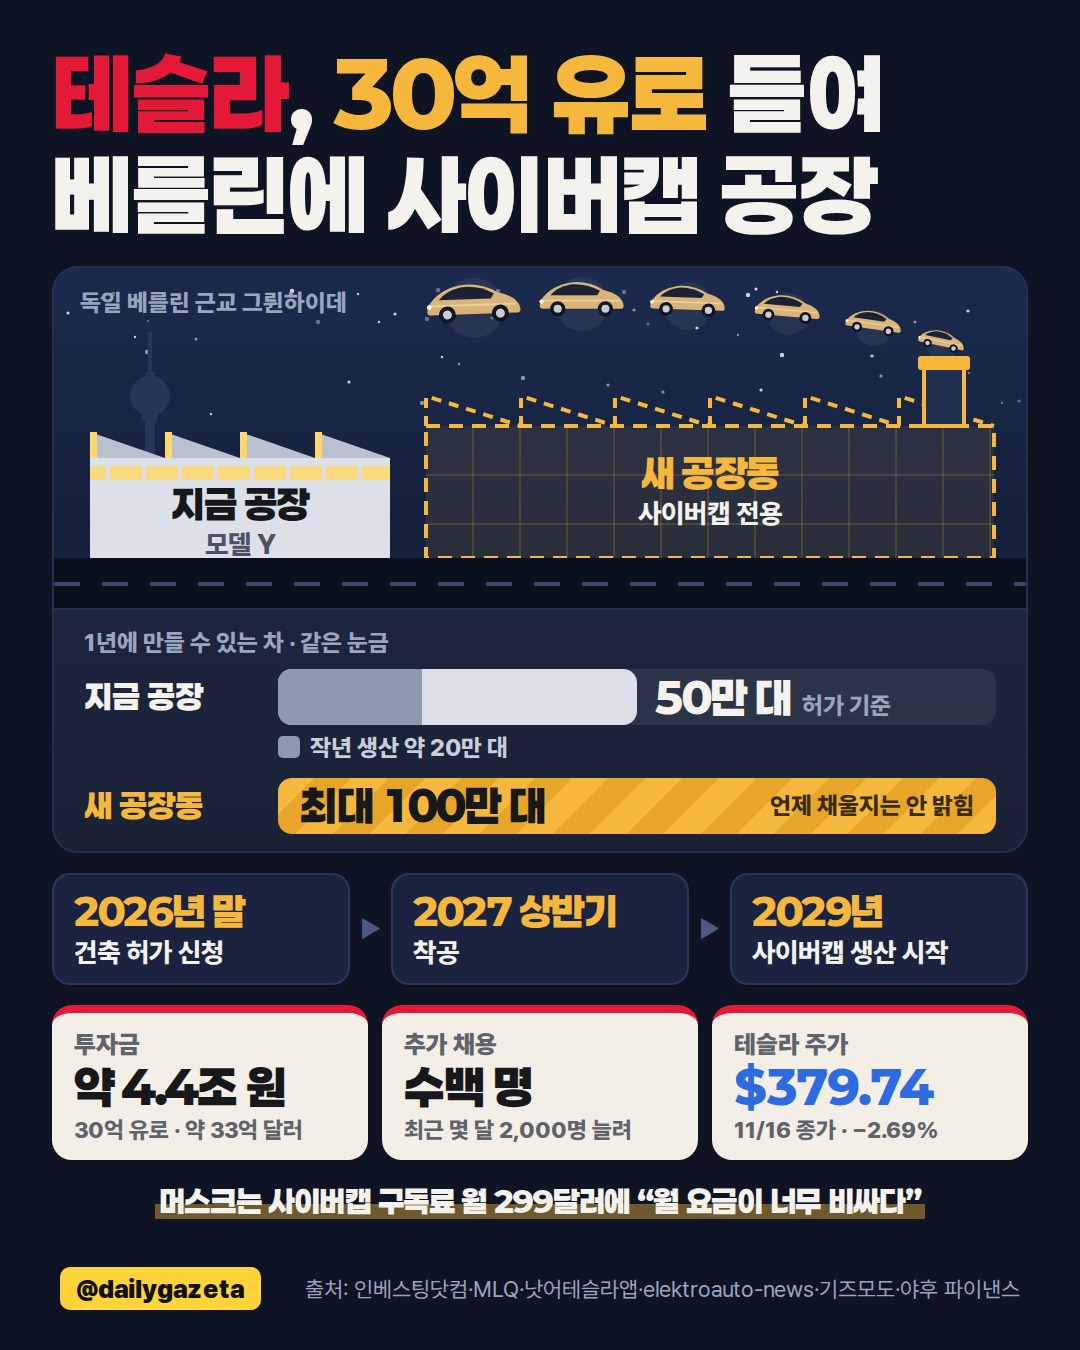 테슬라, 30억 유로 들여
베를린에 사이버캡 공장
독일 베를린 근교 그륀하이데
새 공장동
사이버캡 전용
지금 공장
모델 Y
1년에 만들 수 있는 차 · 같은 눈금
지금 공장
50만 대 허가 기준
작년 생산 약 20만 대
새 공장동
최대 100만 대
언제 채울지는 안 밝힘
2026년 말
건축 허가 신청
2027 상반기
착공
2029년
사이버캡 생산 시작
투자금
약 4.4조 원
30억 유로 · 약 33억 달러
추가 채용
수백 명
최근 몇 달 2,000명 늘려
테슬라 주가
$379.74
11/16 종가 · −2.69%
머스크는 사이버캡 구독료 월 299달러에 “월 요금이 너무 비싸다”
@dailygazeta
출처: 인베스팅닷컴·MLQ·낫어테슬라앱·elektroauto-news·기즈모도·야후 파이낸스